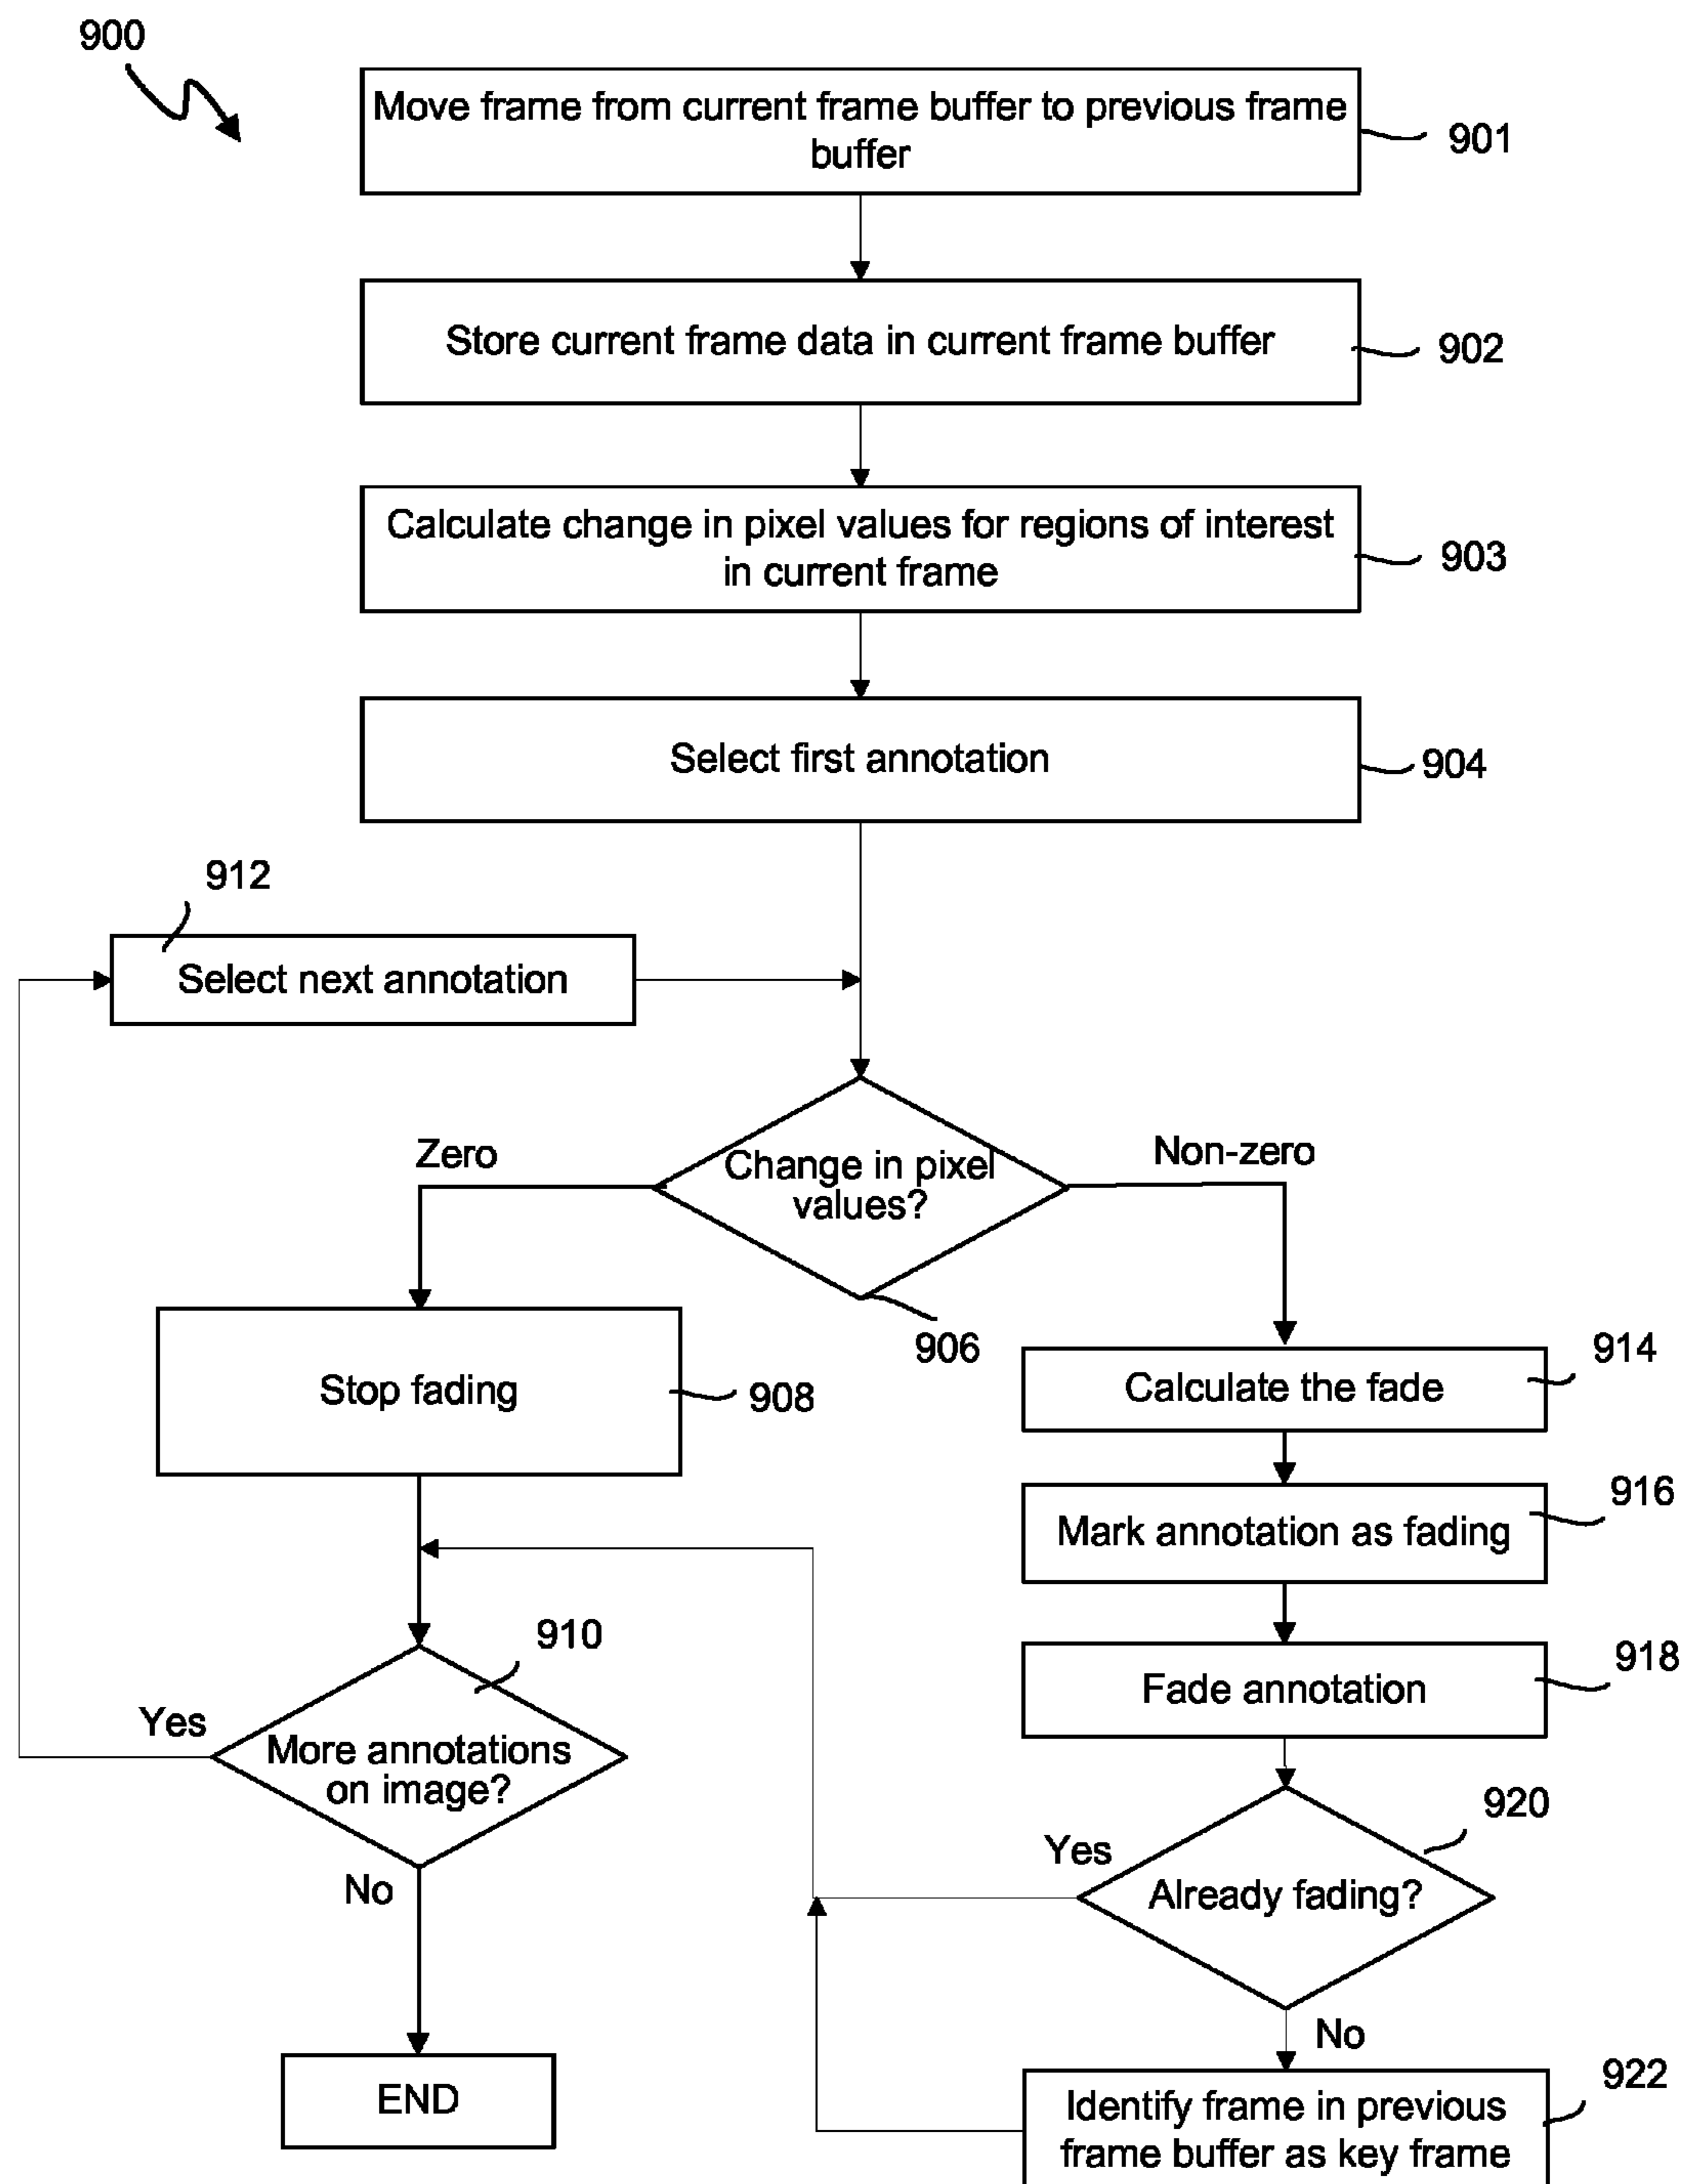 900
Move frame from current frame buffer to previous frame
buffer
901
Store current frame data in current frame buffer
902
Calculate change in pixel values for regions of interest
in current frame
903
Select first annotation
904
912
Select next annotation
Zero
Non-zero
Change in pixel
values?
906
Stop fading
908
914
Calculate the fade
916
Mark annotation as fading
910
918
Fade annotation
Yes
More annotations
on image?
920
Yes
Already fading?
No
No
END
922
Identify frame in previous
frame buffer as key frame